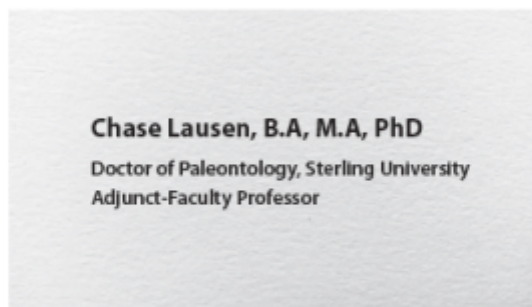 Chase Lausen, B.A, M.A, PhD
Doctor of Paleontology, Sterling University
Adjunct-Faculty Professor